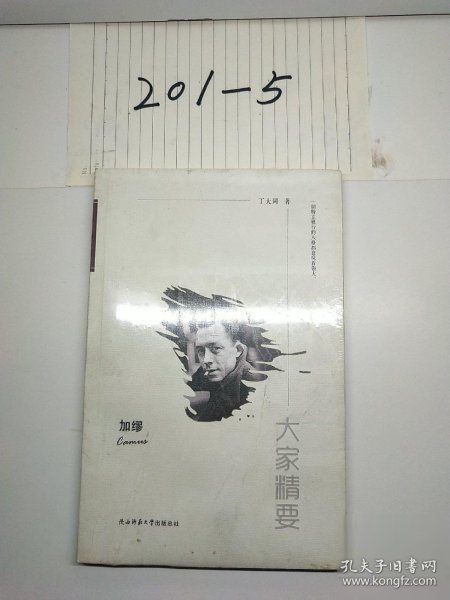 201-5
丁大同 著
加缪
Camus
大家精要
陕西师范大学出版总社
孔夫子旧书网
www.kongfz.com